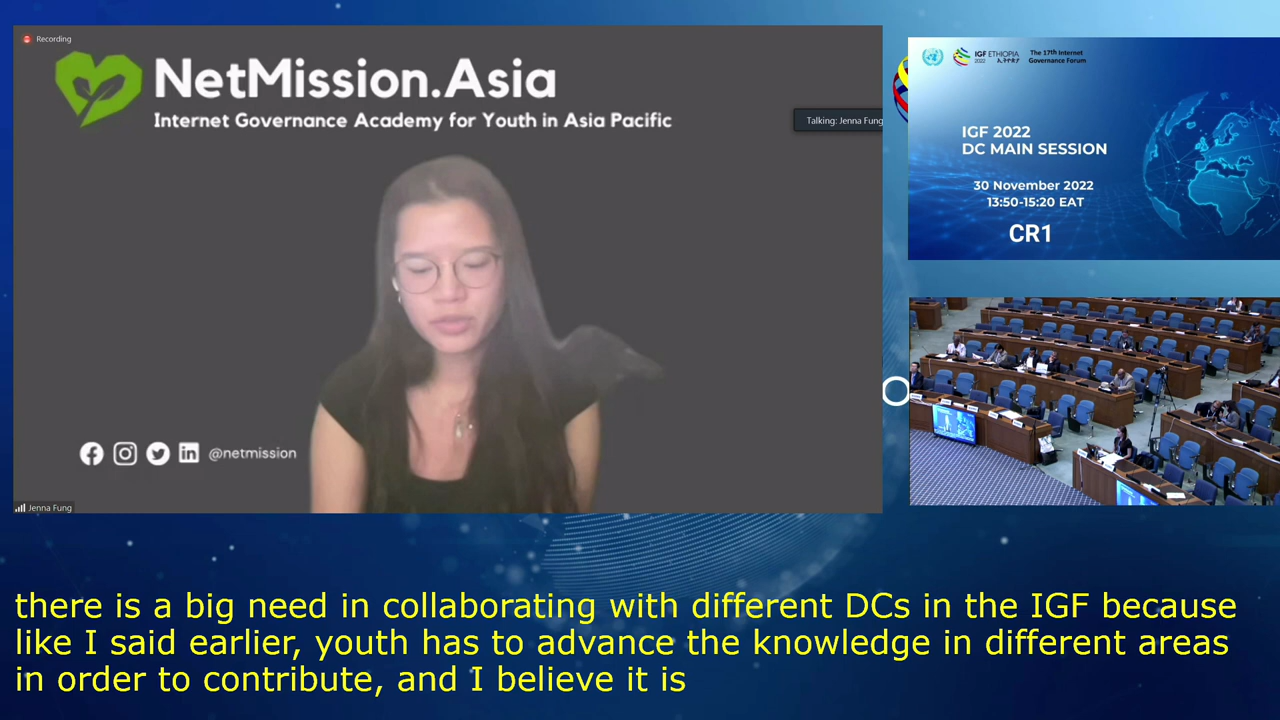 Recording
NetMission.Asia
Internet Governance Academy for Youth in Asia Pacific
Talking: Jenna Fung
@netmission
Jenna Fung
IGF ETHIOPIA
2022 ኢትዮጵያ
The 17th Internet
Governance Forum
IGF 2022
DC MAIN SESSION
30 November 2022
13:50-15:20 EAT
CR1
there is a big need in collaborating with different DCs in the IGF because
like I said earlier, youth has to advance the knowledge in different areas
in order to contribute, and I believe it is